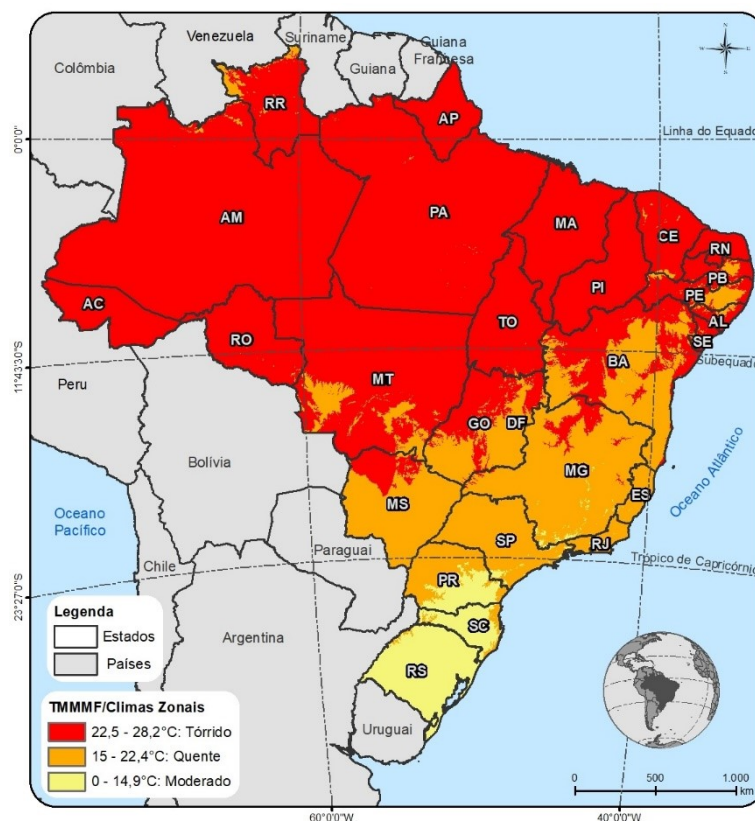 Venezuela
Suriname
Guiana
Francesa
Guiana
Colômbia
RR
AP
0°0'0"
Linha do Equador
AM
PA
MA
CE
RN
PB
PI
PE
AC
AL
TO
SE
RO
BA
11°43'30"S
Subequador
MT
Peru
GO
DF
Bolívia
MG
Oceano Atlântico
MS
ES
Oceano
Pacífico
SP
RJ
Paraguai
Trópico de Capricórnio
Chile
PR
23°27'0"S
Legenda
Estados
Países
Argentina
SC
RS
Uruguai
TMMMF/Climas Zonais
22,5 - 28,2°C: Tórrido
15 - 22,4°C: Quente
0 - 14,9°C: Moderado
0 500 1.000
km
60°0'0"W
40°0'0"W